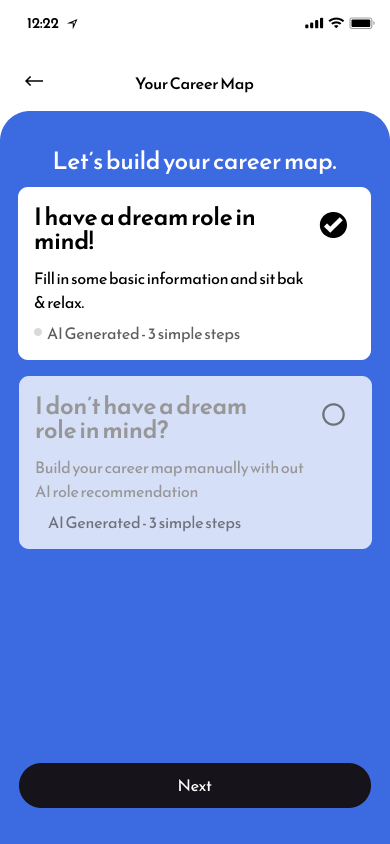 12:22
Your Career Map
Let's build your career map.
I have a dream role in
mind!
Fill in some basic information and sit bak
& relax.
AI Generated - 3 simple steps
I don't have a dream
role in mind?
Build your career map manually with out
AI role recommendation
AI Generated - 3 simple steps
Next